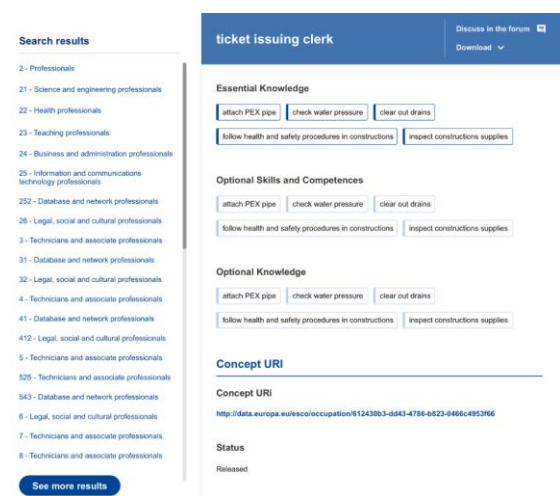 Search results
2 - Professionals
21 - Science and engineering professionals
22 - Health professionals
23 - Teaching professionals
24 - Business and administration professionals
25 - Information and communications
technology professionals
252 - Database and network professionals
26 - Legal, social and cultural professionals
3 - Technicians and associate professionals
31 - Database and network professionals
32 - Legal, social and cultural professionals
4 - Technicians and associate professionals
41 - Database and network professionals
412 - Legal, social and cultural professionals
5 - Technicians and associate professionals
525 - Technicians and associate professionals
543 - Database and network professionals
6 - Legal, social and cultural professionals
7 - Technicians and associate professionals
8 - Technicians and associate professionals
See more results
ticket issuing clerk
Discuss in the forum
Download
Essential Knowledge
attach PEX pipe check water pressure clear out drains
follow health and safety procedures in constructions inspect constructions supplies
Optional Skills and Competences
attach PEX pipe check water pressure clear out drains
follow health and safety procedures in constructions inspect constructions supplies
Optional Knowledge
attach PEX pipe check water pressure clear out drains
follow health and safety procedures in constructions inspect constructions supplies
Concept URI
Concept URi
http://data.europa.eu/esco/occupation/612430b3-dd43-4786-b823-0466c4953f66
Status
Released